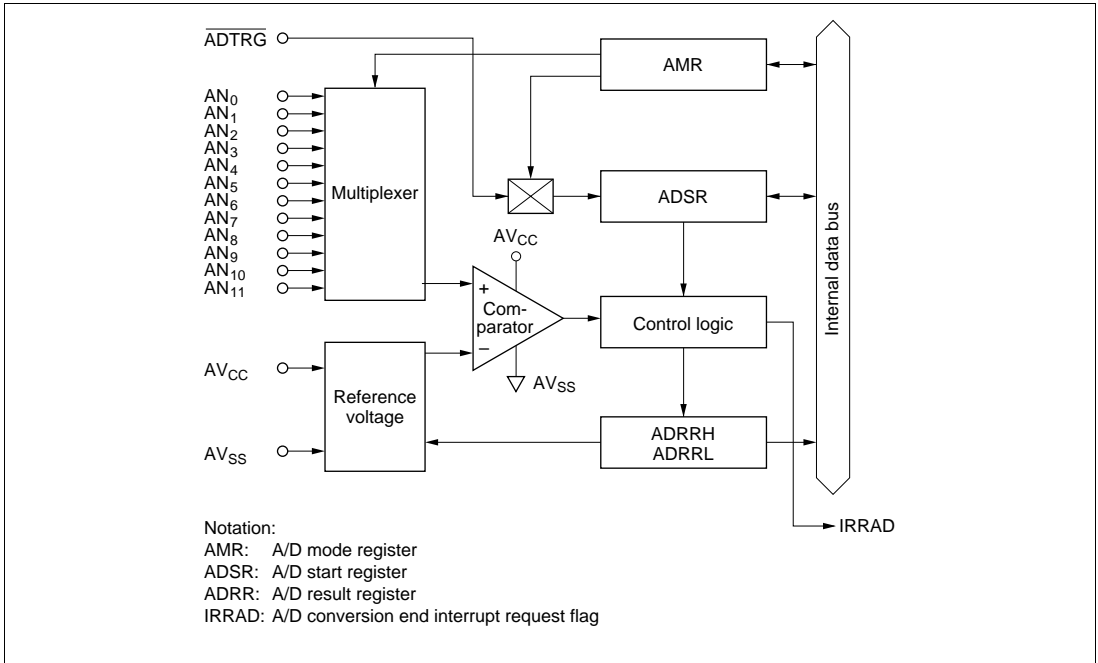 ADTRG
AMR
AN0
AN1
AN2
AN3
AN4
AN5
AN6
AN7
AN8
AN9
AN10
AN11
Multiplexer
ADSR
Internal data bus
AVCC
+
Com-
parator
−
Control logic
AVCC
AVSS
Reference
voltage
AVSS
ADRRH
ADRRL
IRRAD
Notation:
AMR: A/D mode register
ADSR: A/D start register
ADRR: A/D result register
IRRAD: A/D conversion end interrupt request flag